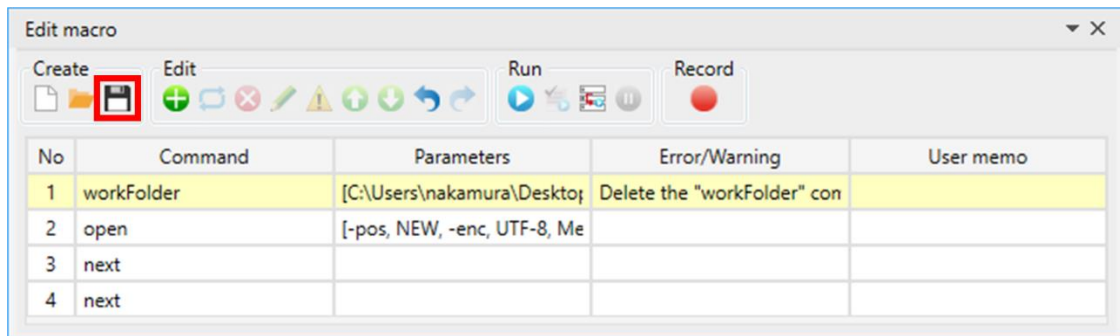 Edit macro
Create Edit Run Record
No Command Parameters Error/Warning User memo
1 workFolder [C:\Users\nakamura\Desktop Delete the "workFolder" con
2 open [-pos, NEW, -enc, UTF-8, Me
3 next
4 next